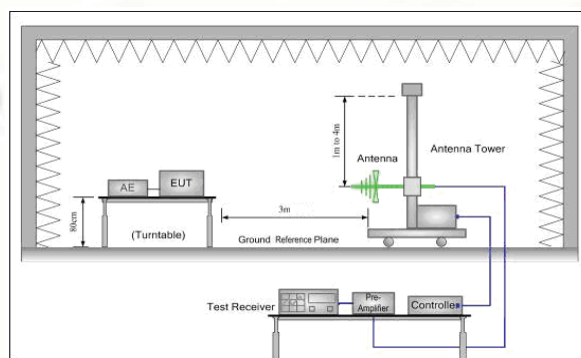 1m to 4m
Antenna
Antenna Tower
AE
EUT
80cm
(Turntable)
3m
Ground Reference Plane
Test Receiver
Pre-
Amplifier
Controller